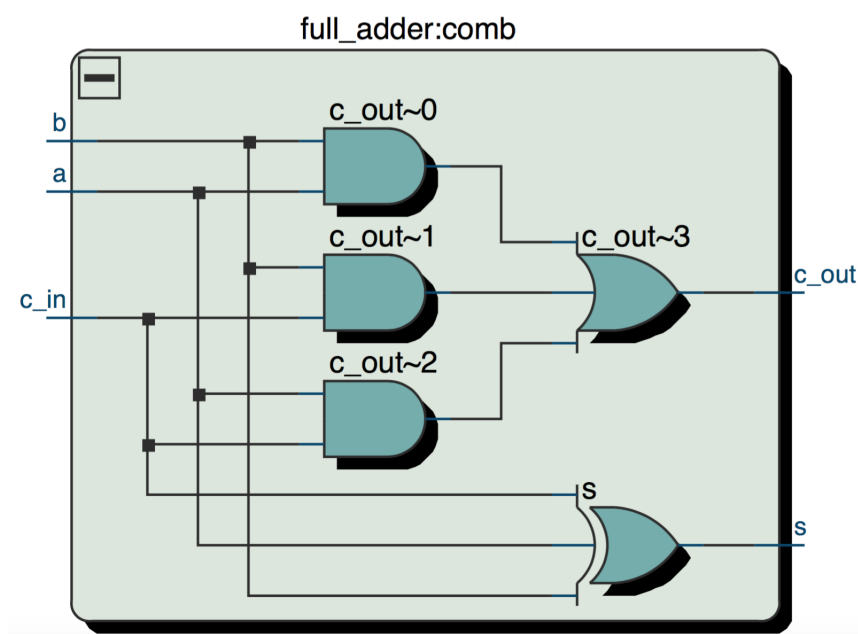 full_adder:comb
b
c_out~0
a
c_out~1
c_out~3
c_in
c_out
c_out~2
s
s